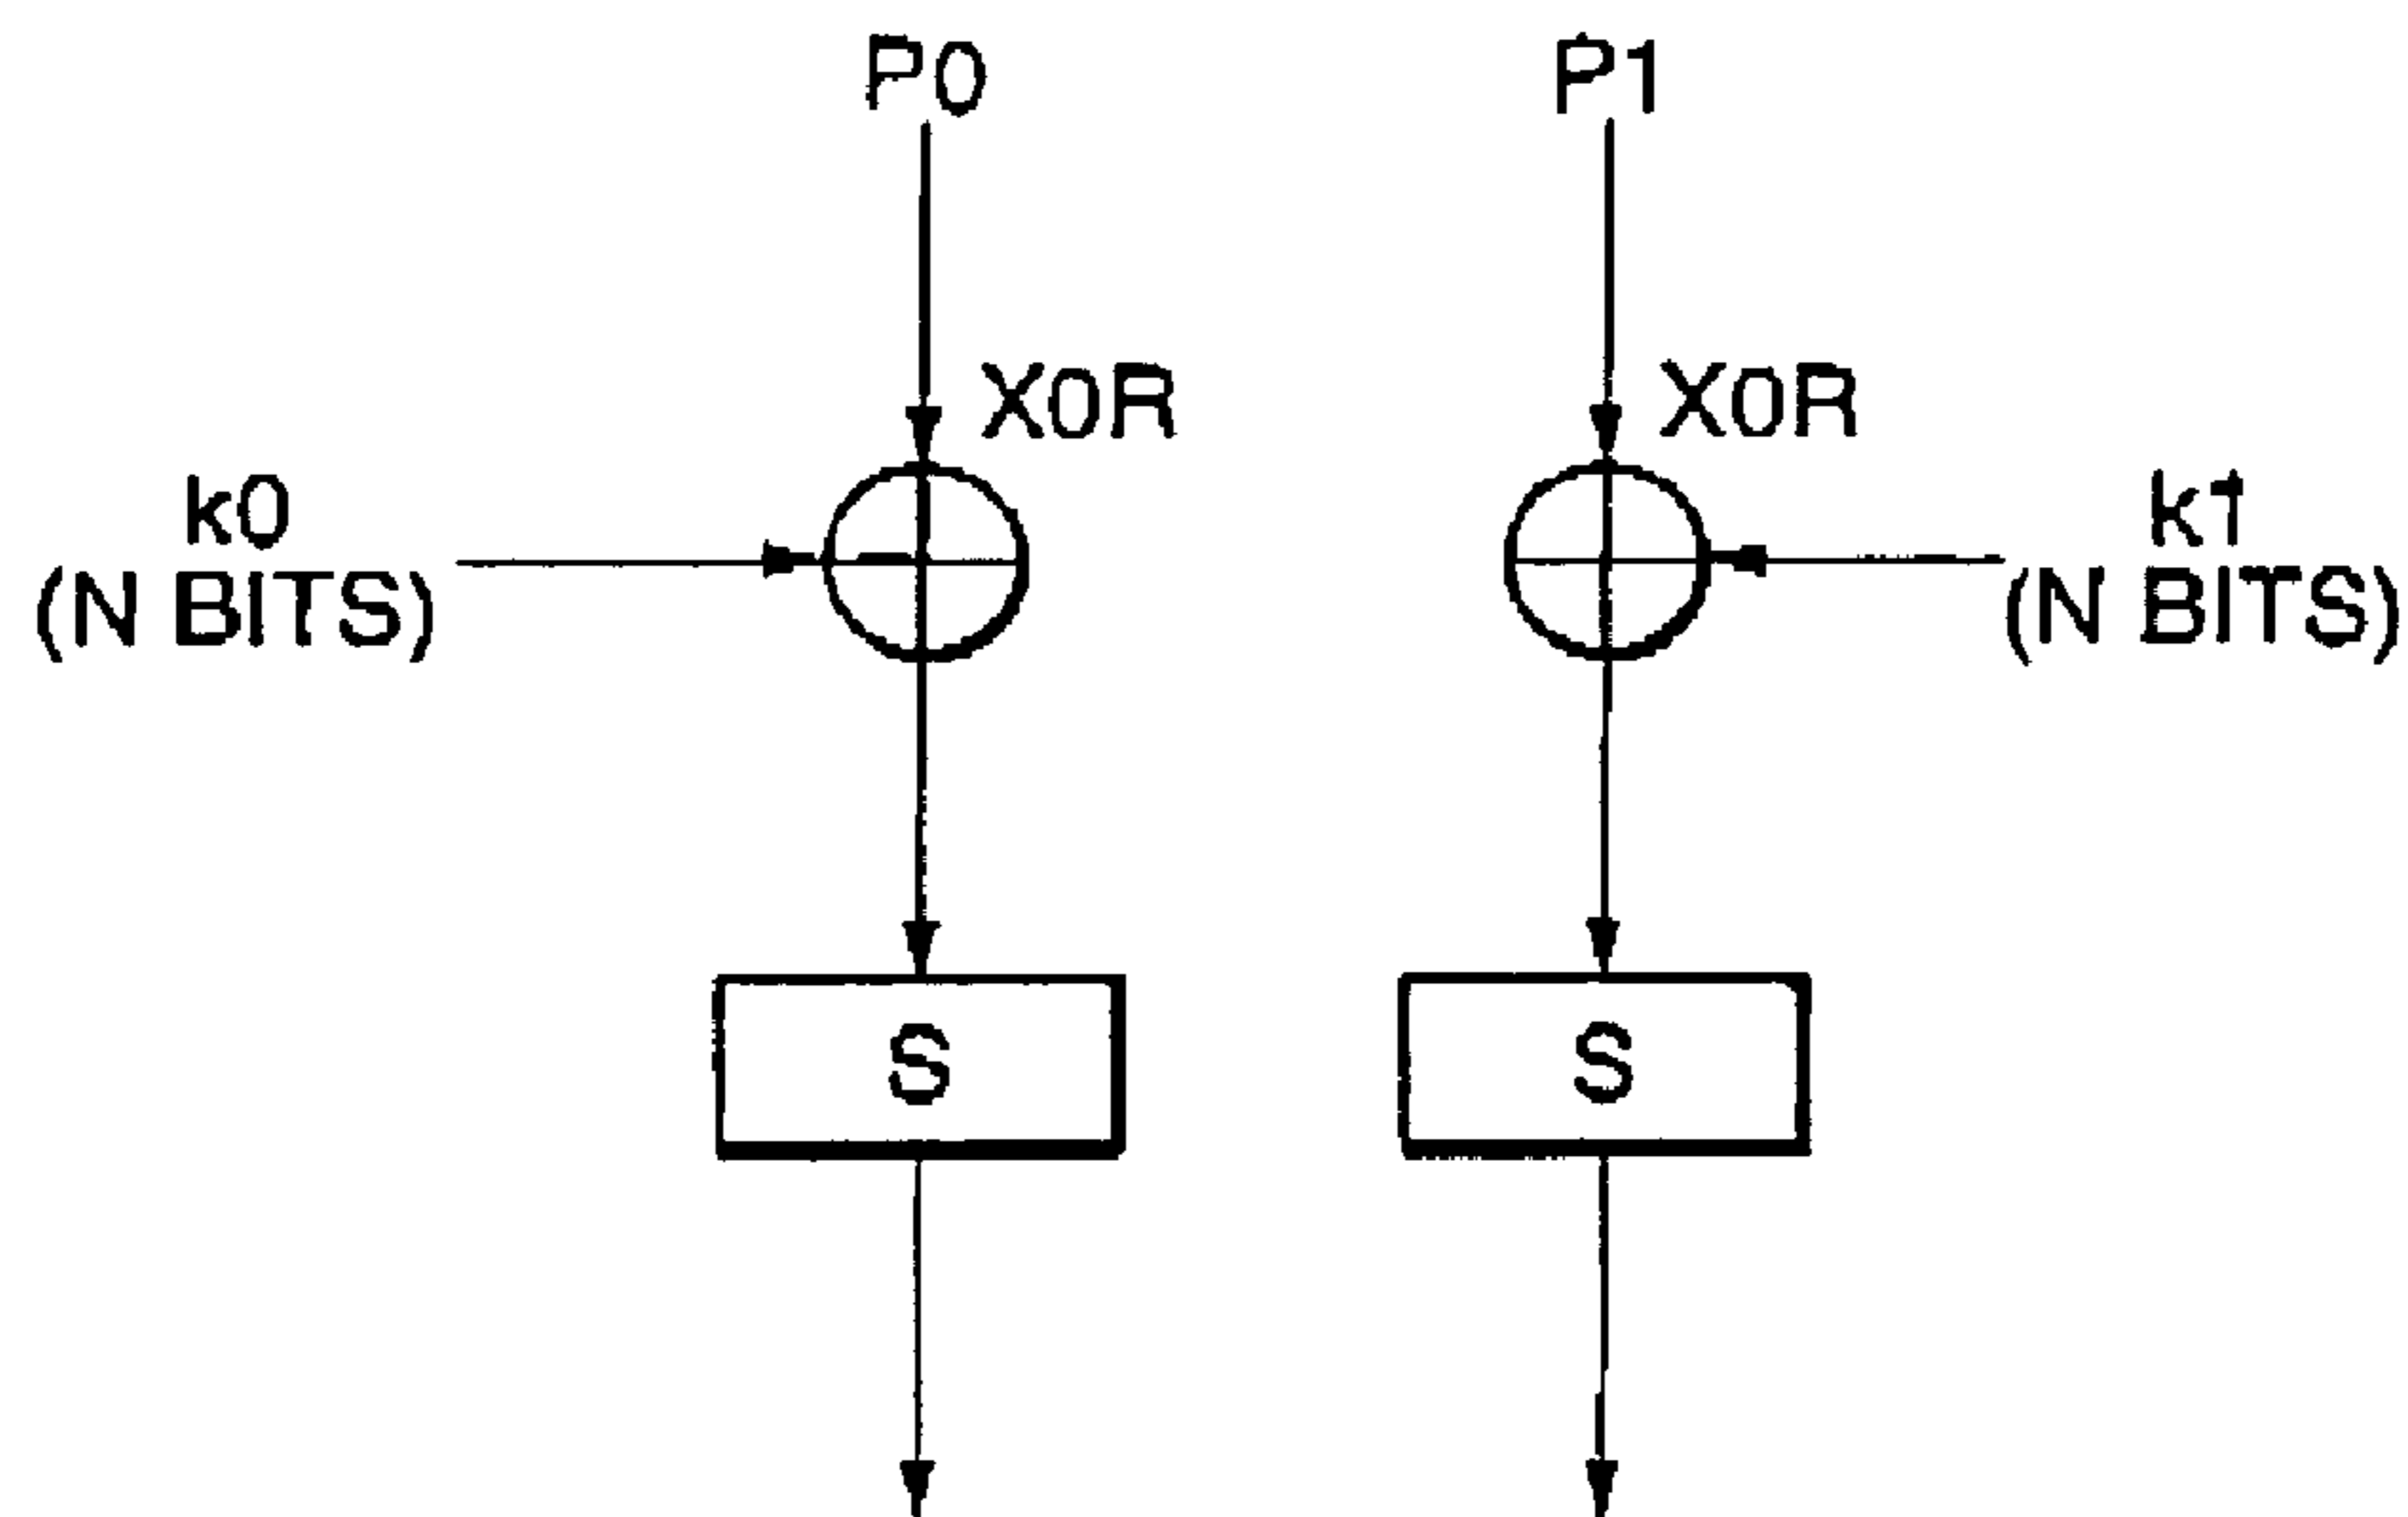 P0
P1
XOR
XOR
k0
(N BITS)
k1
(N BITS)
S
S